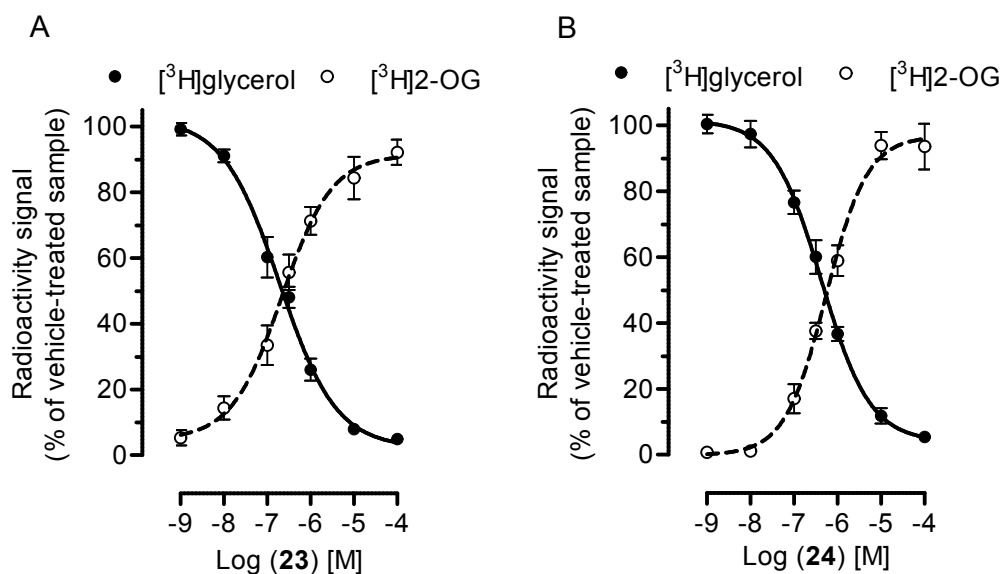 A
● [³H]glycerol ○ [³H]2-OG
Radioactivity signal
(% of vehicle-treated sample)
100
80
60
40
20
0
-9 -8 -7 -6 -5 -4
Log (23) [M]
B
● [³H]glycerol ○ [³H]2-OG
Radioactivity signal
(% of vehicle-treated sample)
100
80
60
40
20
0
-9 -8 -7 -6 -5 -4
Log (24) [M]